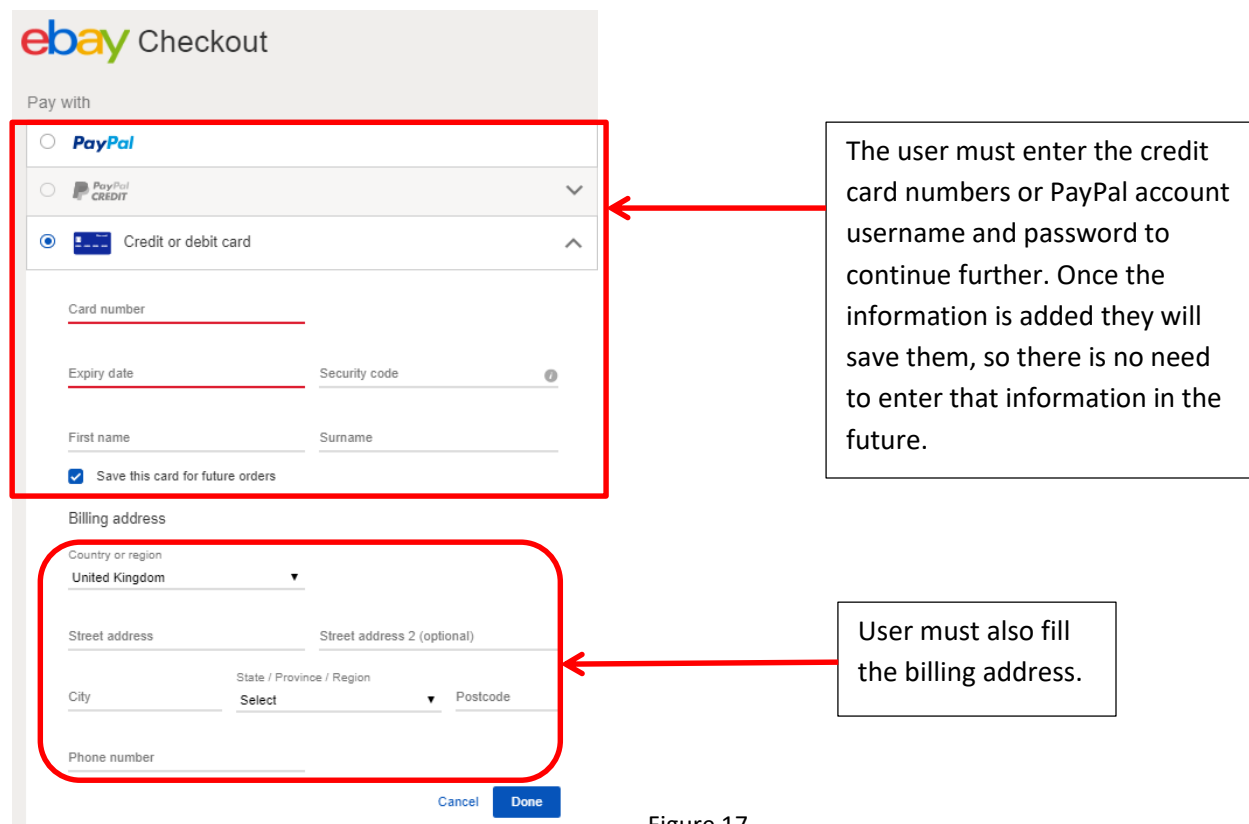 ebay Checkout
Pay with
PayPal
PayPal
CREDIT
Credit or debit card
Card number
Expiry date Security code i
First name Surname
Save this card for future orders
Billing address
Country or region
United Kingdom
Street address Street address 2 (optional)
State / Province / Region
City Select Postcode
Phone number
Cancel Done
The user must enter the credit
card numbers or PayPal account
username and password to
continue further. Once the
information is added they will
save them, so there is no need
to enter that information in the
future.
User must also fill
the billing address.
Figure 17